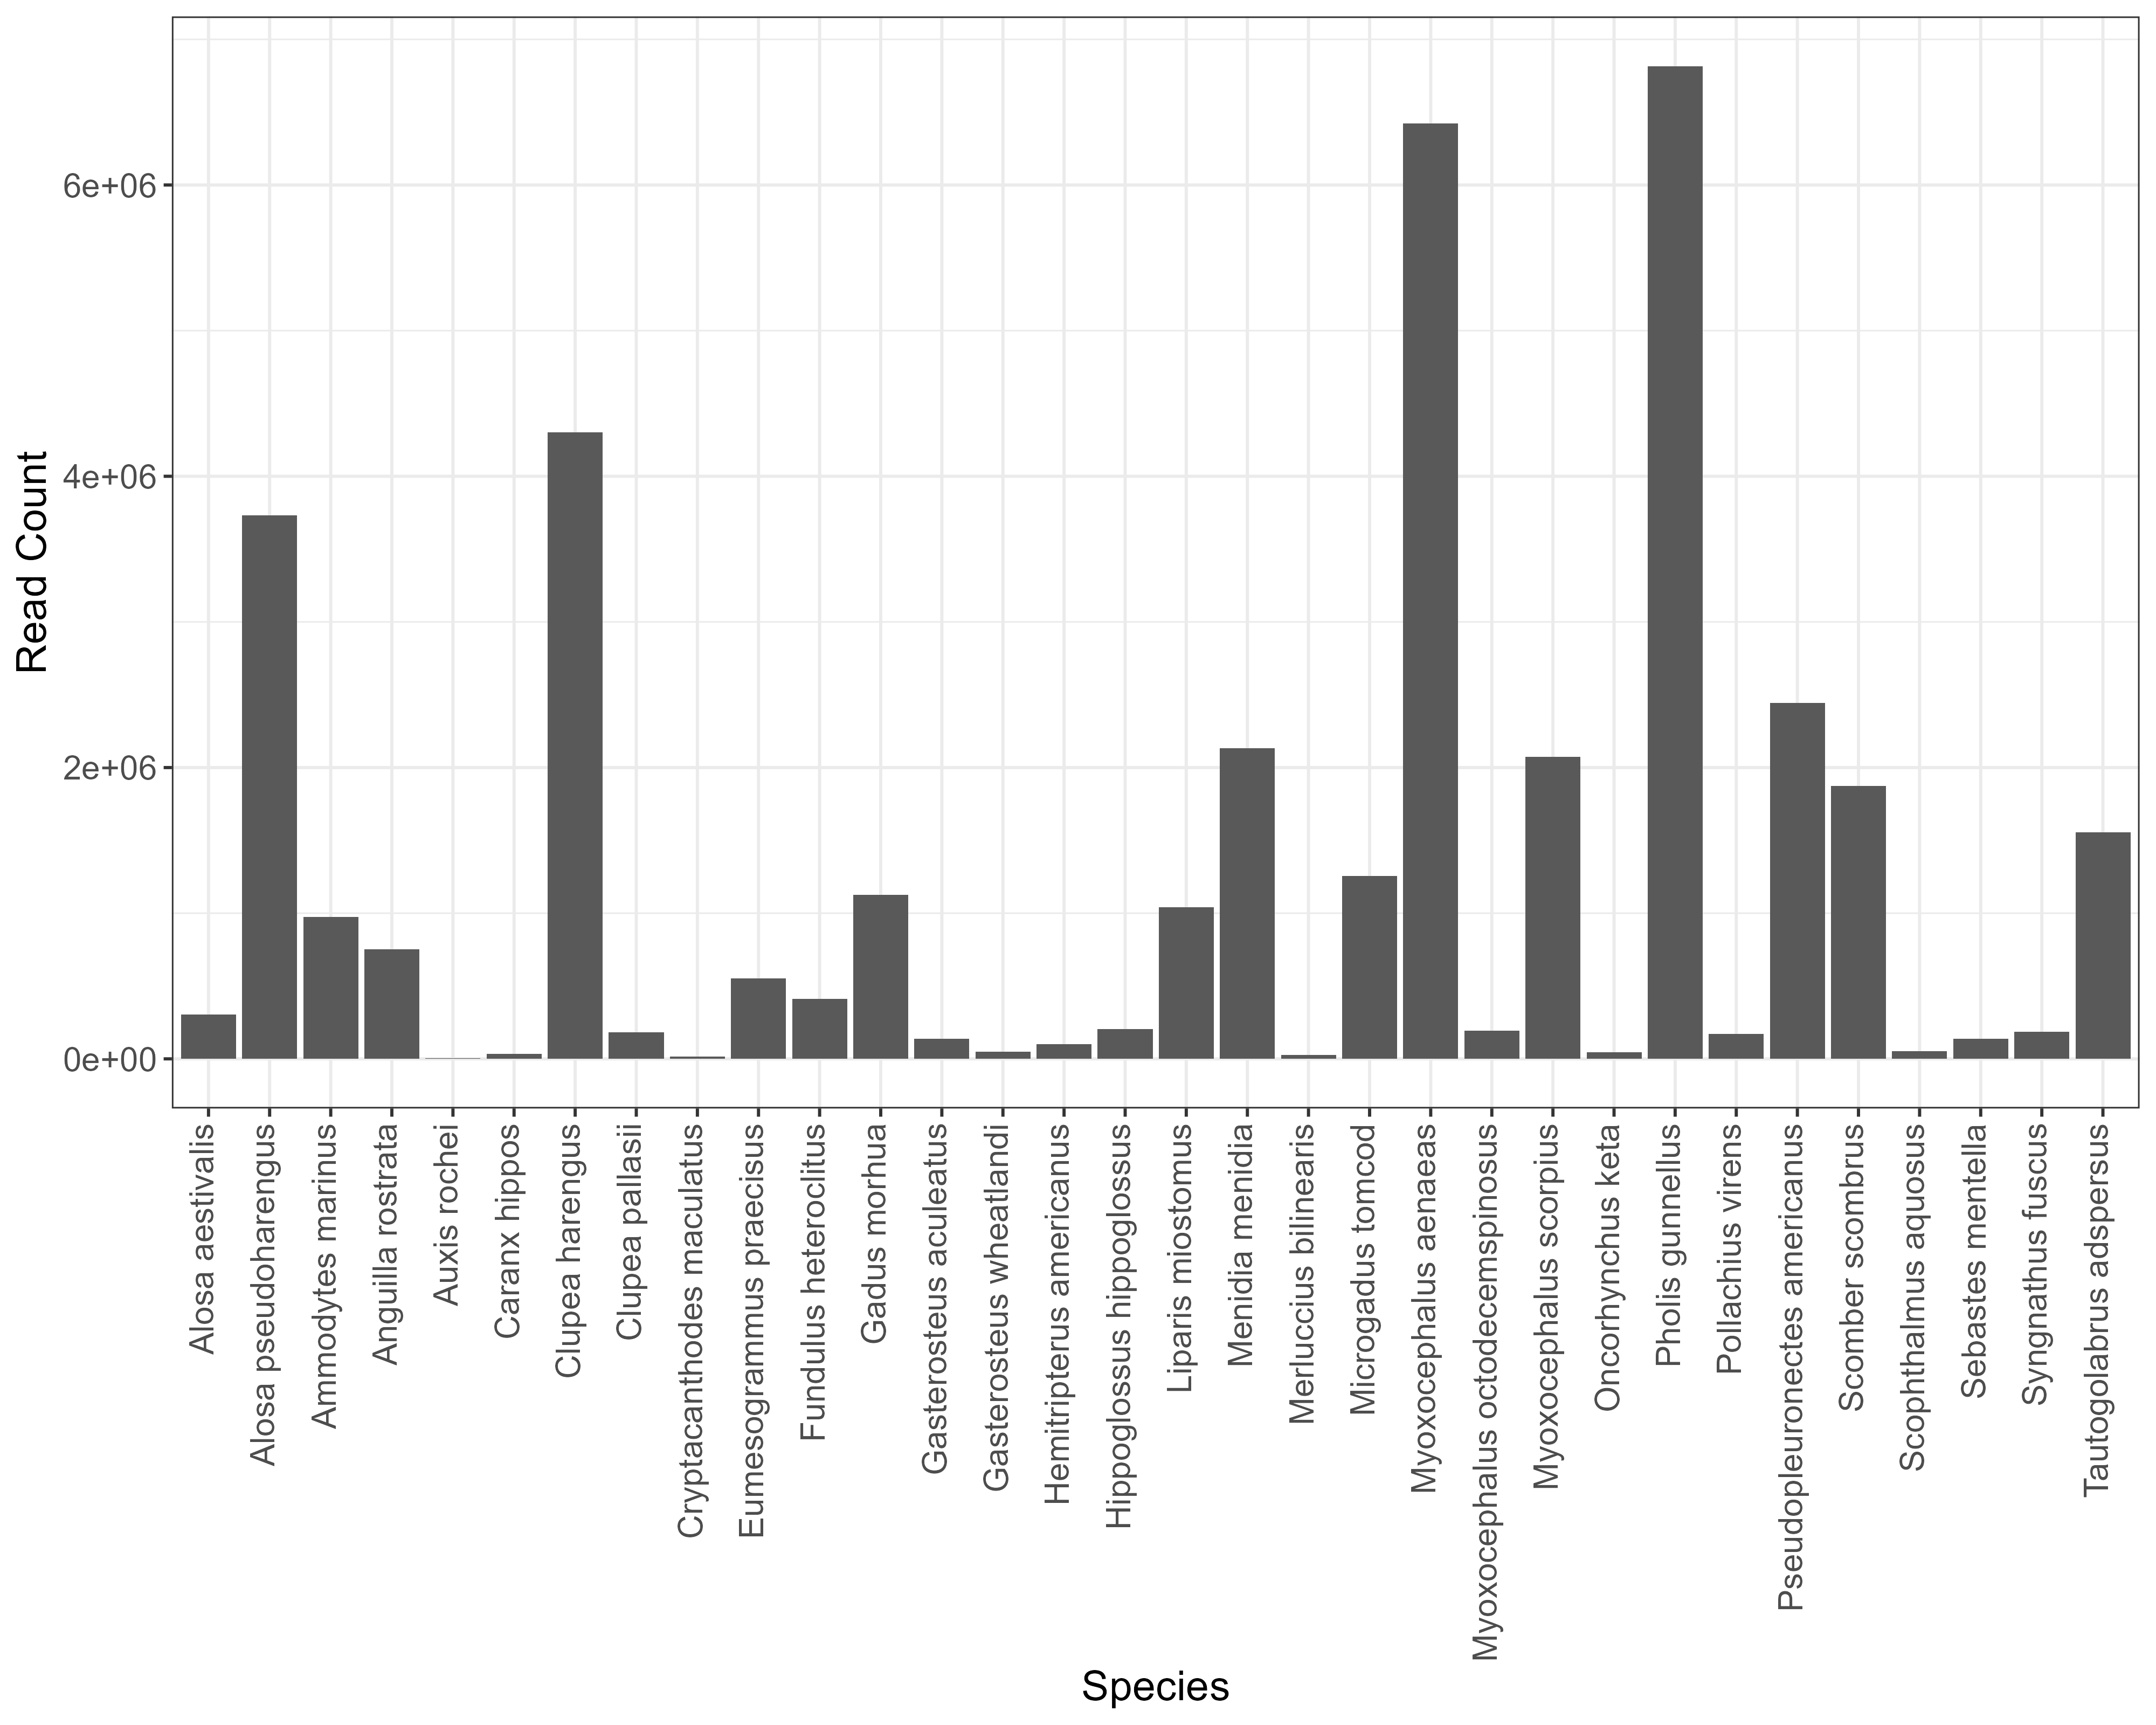 Read Count
6e+06
4e+06
2e+06
0e+00
Alosa aestivalis
Alosa pseudoharengus
Ammodytes marinus
Anguilla rostrata
Auxis rochei
Caranx hippos
Clupea harengus
Clupea pallasii
Cryptacanthodes maculatus
Eumesogrammus praecisus
Fundulus heteroclitus
Gadus morhua
Gasterosteus aculeatus
Gasterosteus wheatlandi
Hemitripterus americanus
Hippoglossus hippoglossus
Liparis miostomus
Menidia menidia
Merluccius bilinearis
Microgadus tomcod
Myoxocephalus aenaeas
Myoxocephalus octodecemspinosus
Myoxocephalus scorpius
Oncorhynchus keta
Pholis gunnellus
Pollachius virens
Pseudopleuronectes americanus
Scomber scombrus
Scophthalmus aquosus
Sebastes mentella
Syngnathus fuscus
Tautogolabrus adspersus
Species